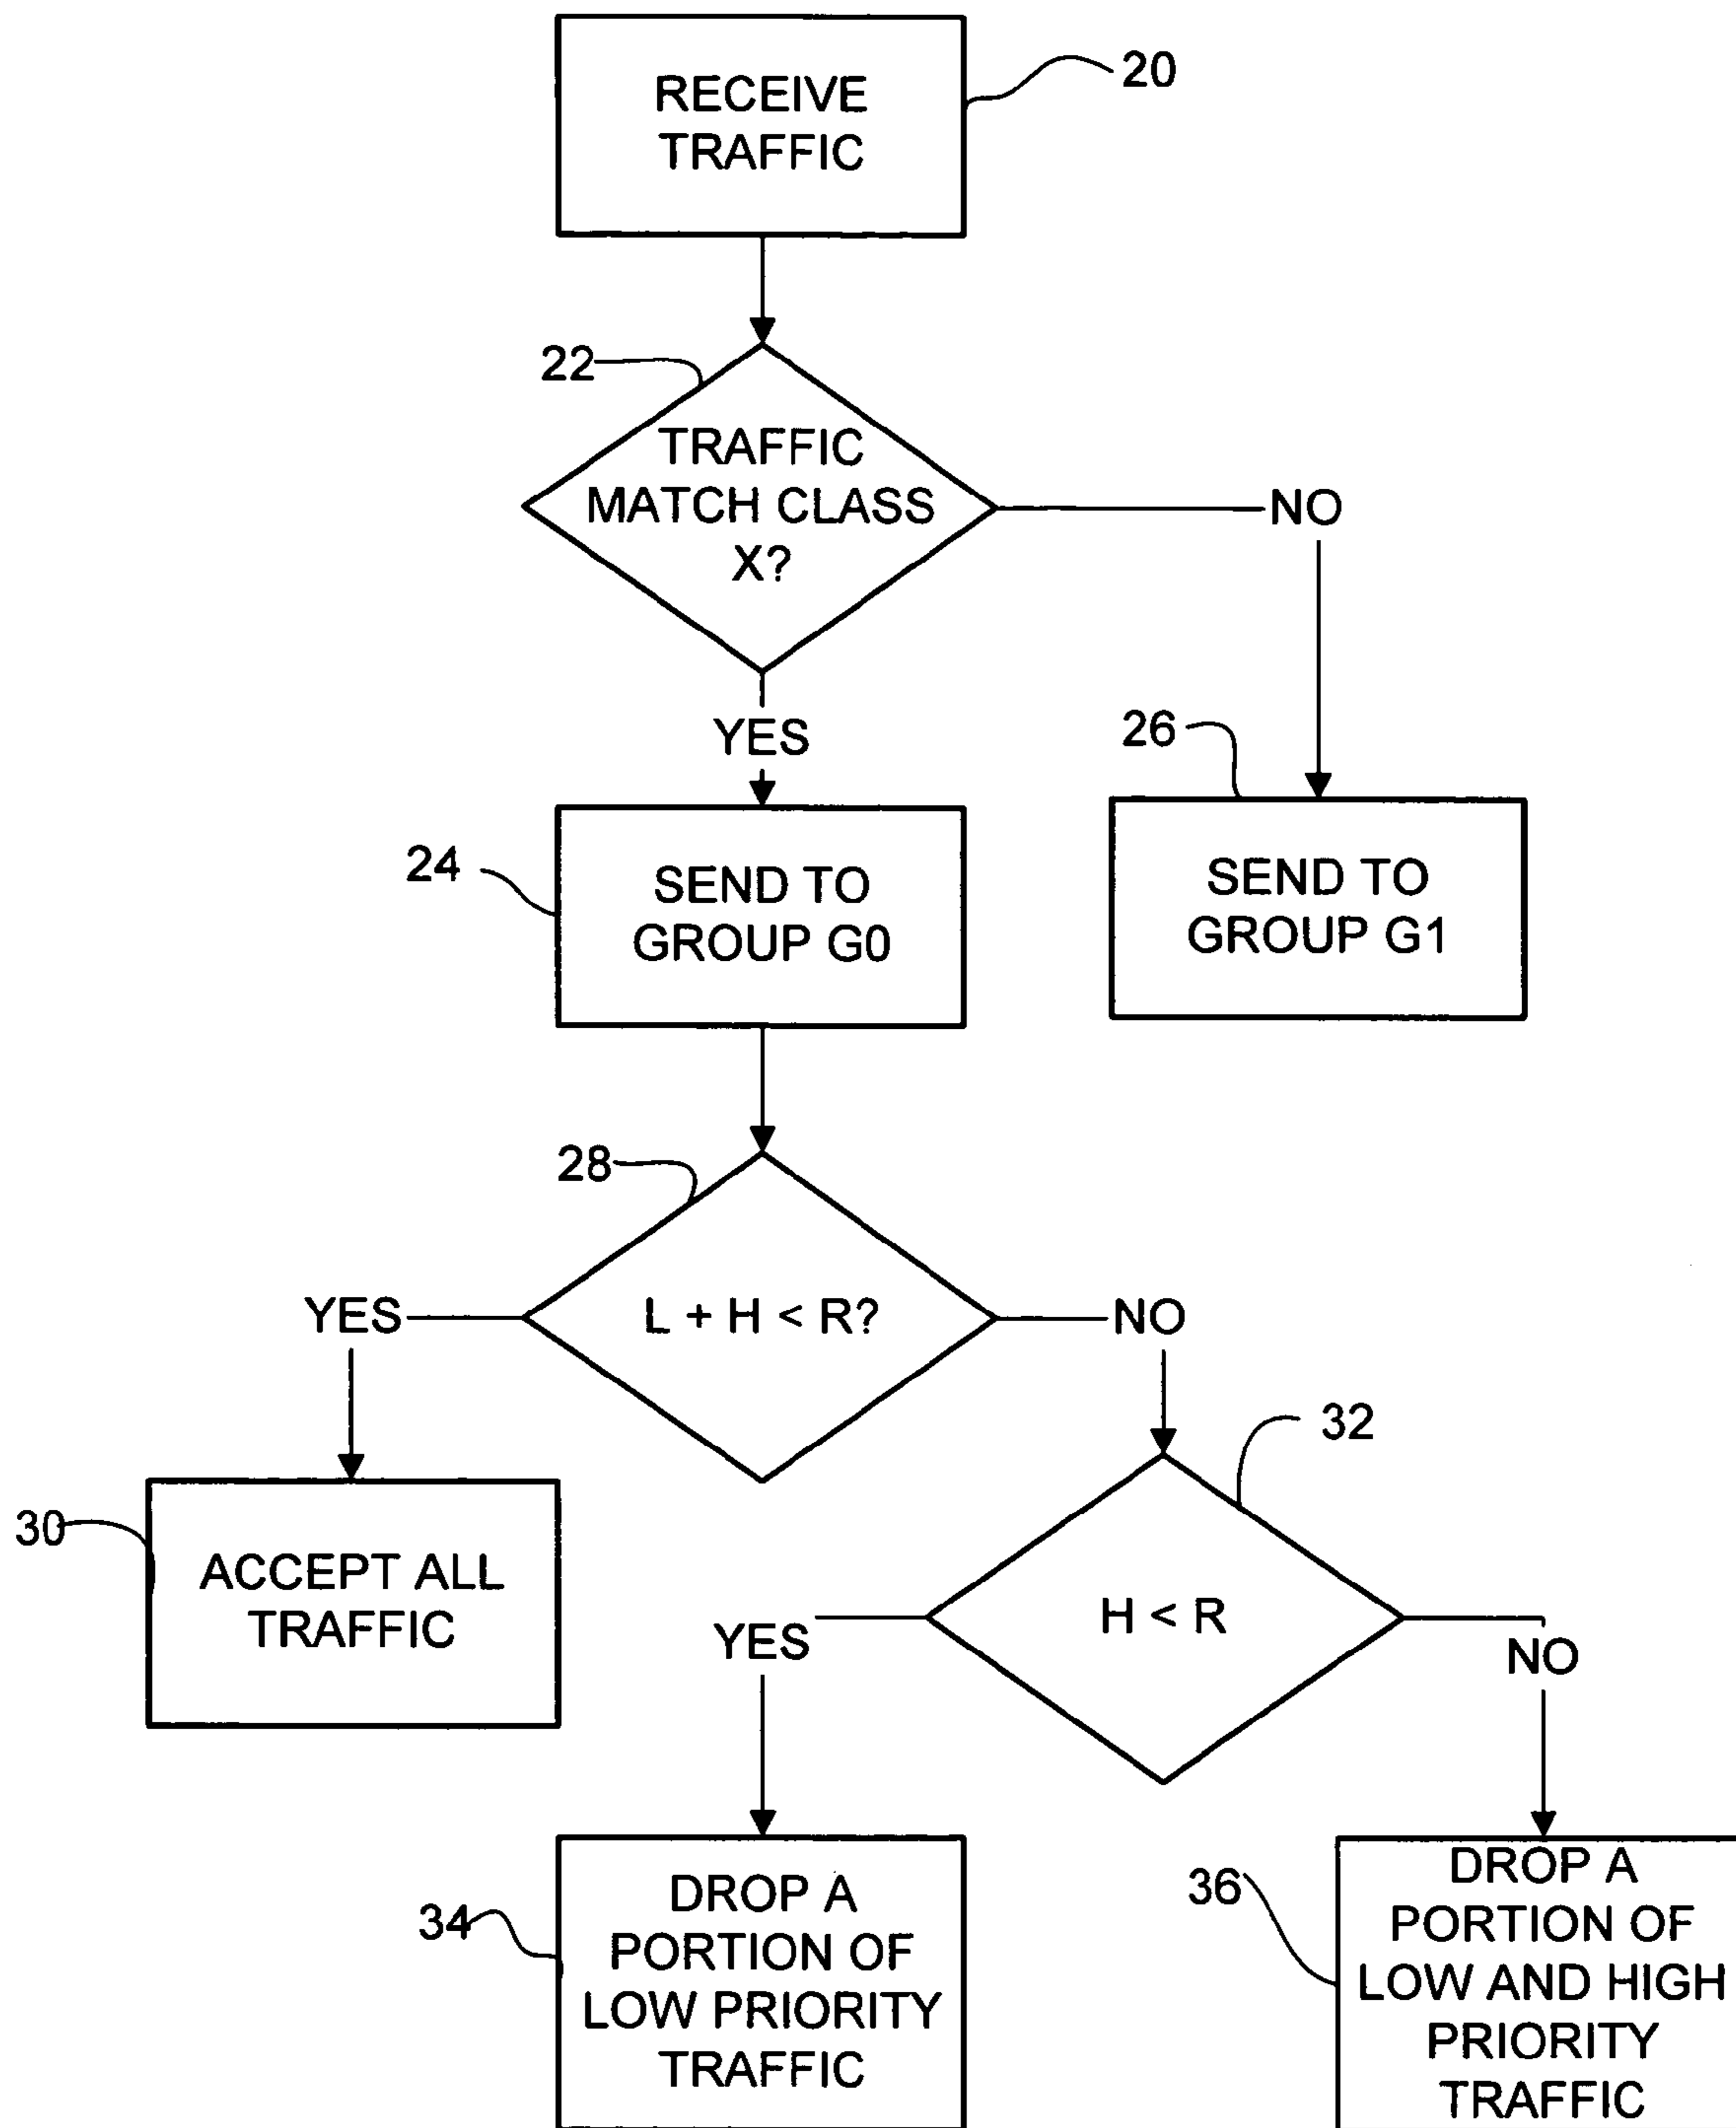 RECEIVE
TRAFFIC
20
22
TRAFFIC
MATCH CLASS
X?
NO
YES
26
24
SEND TO
GROUP G0
SEND TO
GROUP G1
28
YES
L + H < R?
NO
32
30
ACCEPT ALL
TRAFFIC
H < R
YES
NO
34
DROP A
PORTION OF
LOW PRIORITY
TRAFFIC
36
DROP A
PORTION OF
LOW AND HIGH
PRIORITY
TRAFFIC